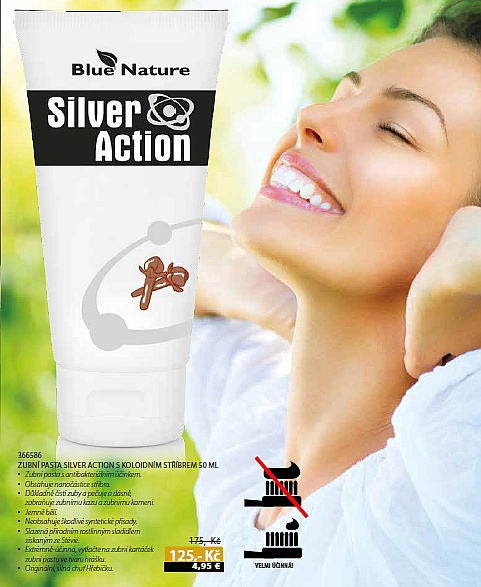 Blue Nature
Silver
Action
366586
ZUBNÍ PASTA SILVER ACTION S KOLOIDNÍM STŘÍBREM 50 ML
• Zubní pasta s antibakteriálním účinkem.
• Obsahuje nanočástice stříbra.
• Důkladně čistí zuby a pečuje o dásně,
zabraňuje zubnímu kazu a zubnímu kameni.
• Jemně bělí.
• Neobsahuje škodlivé syntetické přísady.
• Slazená přírodním rostlinným sladidlem
získaným ze Stévie.
• Extrémně účinná, vytlačte na zubní kartáček
zubní pastu ve tvaru hrášku.
• Originální, silná chuť Hřebíčku.
175,- Kč
125,- Kč
4,95 €
VELMI ÚČINNÁ!